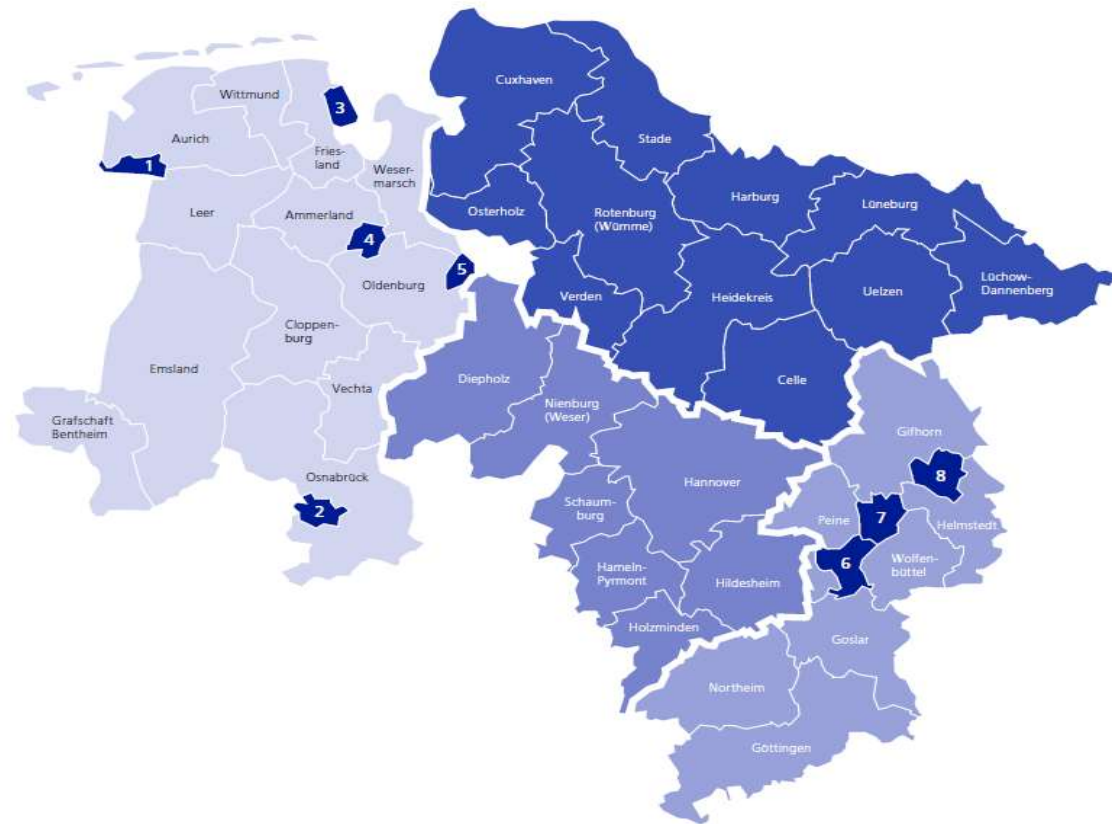 Cuxhaven
Wittmund
3
Stade
Aurich
1
Fries-
land
Weser-
marsch
Harburg
Lüneburg
Leer
Ammerland
Osterholz
Rotenburg
(Wümme)
4
5
Oldenburg
Verden
Heidekreis
Uelzen
Lüchow-
Dannenberg
Cloppen-
burg
Emsland
Vechta
Diepholz
Celle
Nienburg
(Weser)
Grafschaft
Bentheim
Gifhorn
Osnabrück
2
Hannover
8
Schaum-
burg
Peine
7
Helmstedt
6
Wolfen-
büttel
Hameln-
Pyrmont
Hildesheim
Holzminden
Goslar
Northeim
Göttingen